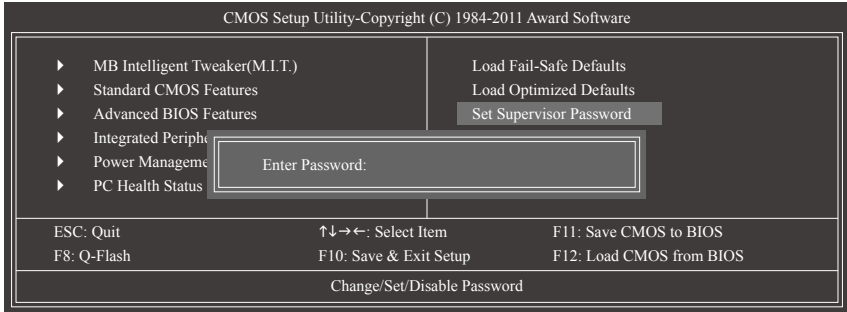 CMOS Setup Utility-Copyright (C) 1984-2011 Award Software
MB Intelligent Tweaker(M.I.T.)
Standard CMOS Features
Advanced BIOS Features
Integrated Periphe
Power Manageme
PC Health Status
Load Fail-Safe Defaults
Load Optimized Defaults
Set Supervisor Password
Enter Password:
ESC: Quit ↑↓→←: Select Item F11: Save CMOS to BIOS
F8: Q-Flash F10: Save & Exit Setup F12: Load CMOS from BIOS
Change/Set/Disable Password